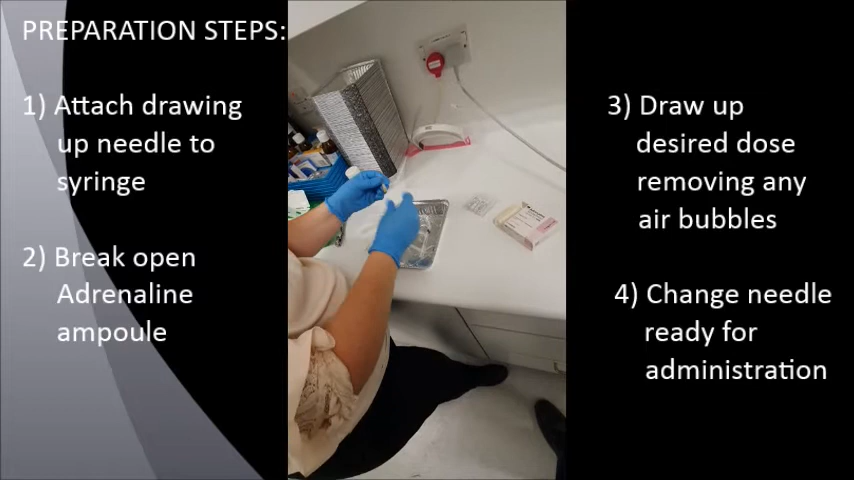 PREPARATION STEPS:
1) Attach drawing
up needle to
syringe
2) Break open
Adrenaline
ampoule
3) Draw up
desired dose
removing any
air bubbles
4) Change needle
ready for
administration